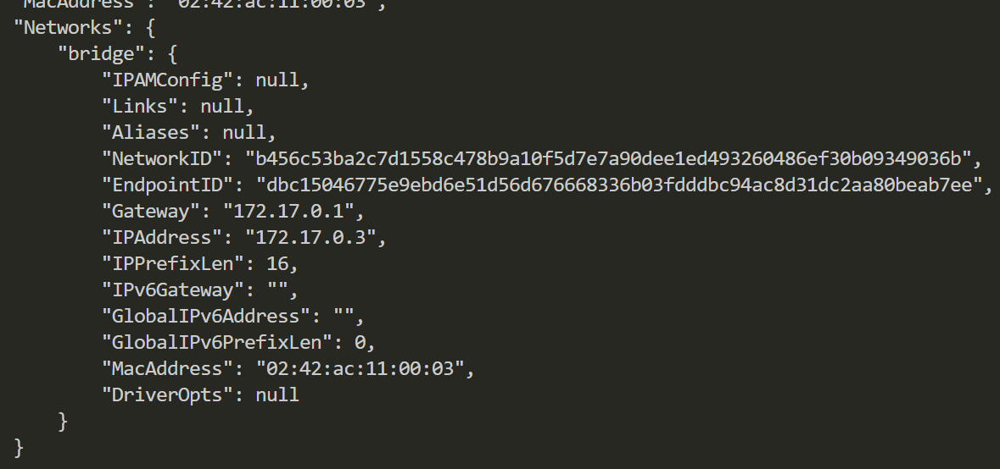 "MacAddress": "02:42:ac:11:00:03",
"Networks": {
"bridge": {
"IPAMConfig": null,
"Links": null,
"Aliases": null,
"NetworkID": "b456c53ba2c7d1558c478b9a10f5d7e7a90dee1ed493260486ef30b09349036b",
"EndpointID": "dbc15046775e9ebd6e51d56d676668336b03fdddbc94ac8d31dc2aa80beab7ee",
"Gateway": "172.17.0.1",
"IPAddress": "172.17.0.3",
"IPPrefixLen": 16,
"IPv6Gateway": "",
"GlobalIPv6Address": "",
"GlobalIPv6PrefixLen": 0,
"MacAddress": "02:42:ac:11:00:03",
"DriverOpts": null
}
}